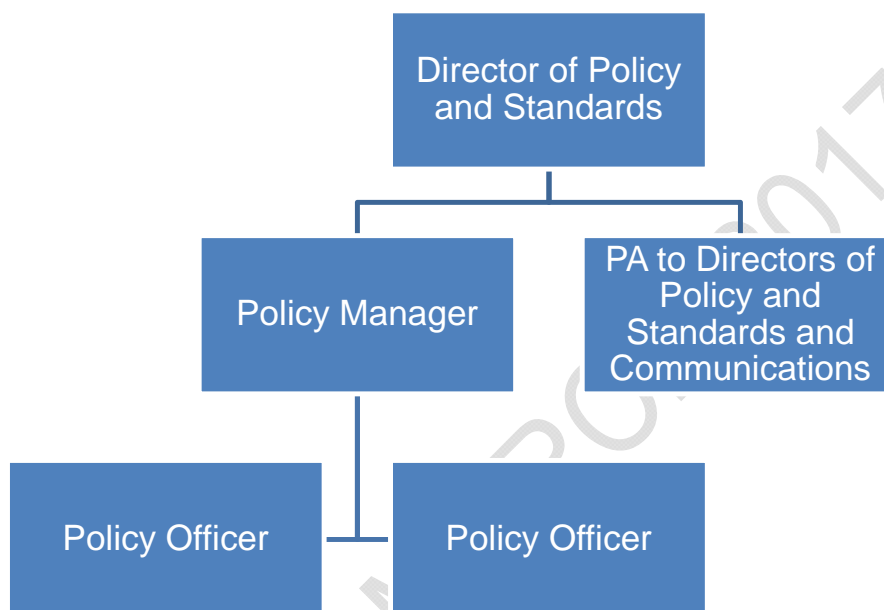 Director of Policy
and Standards
Policy Manager
PA to Directors of
Policy and
Standards and
Communications
Policy Officer
Policy Officer